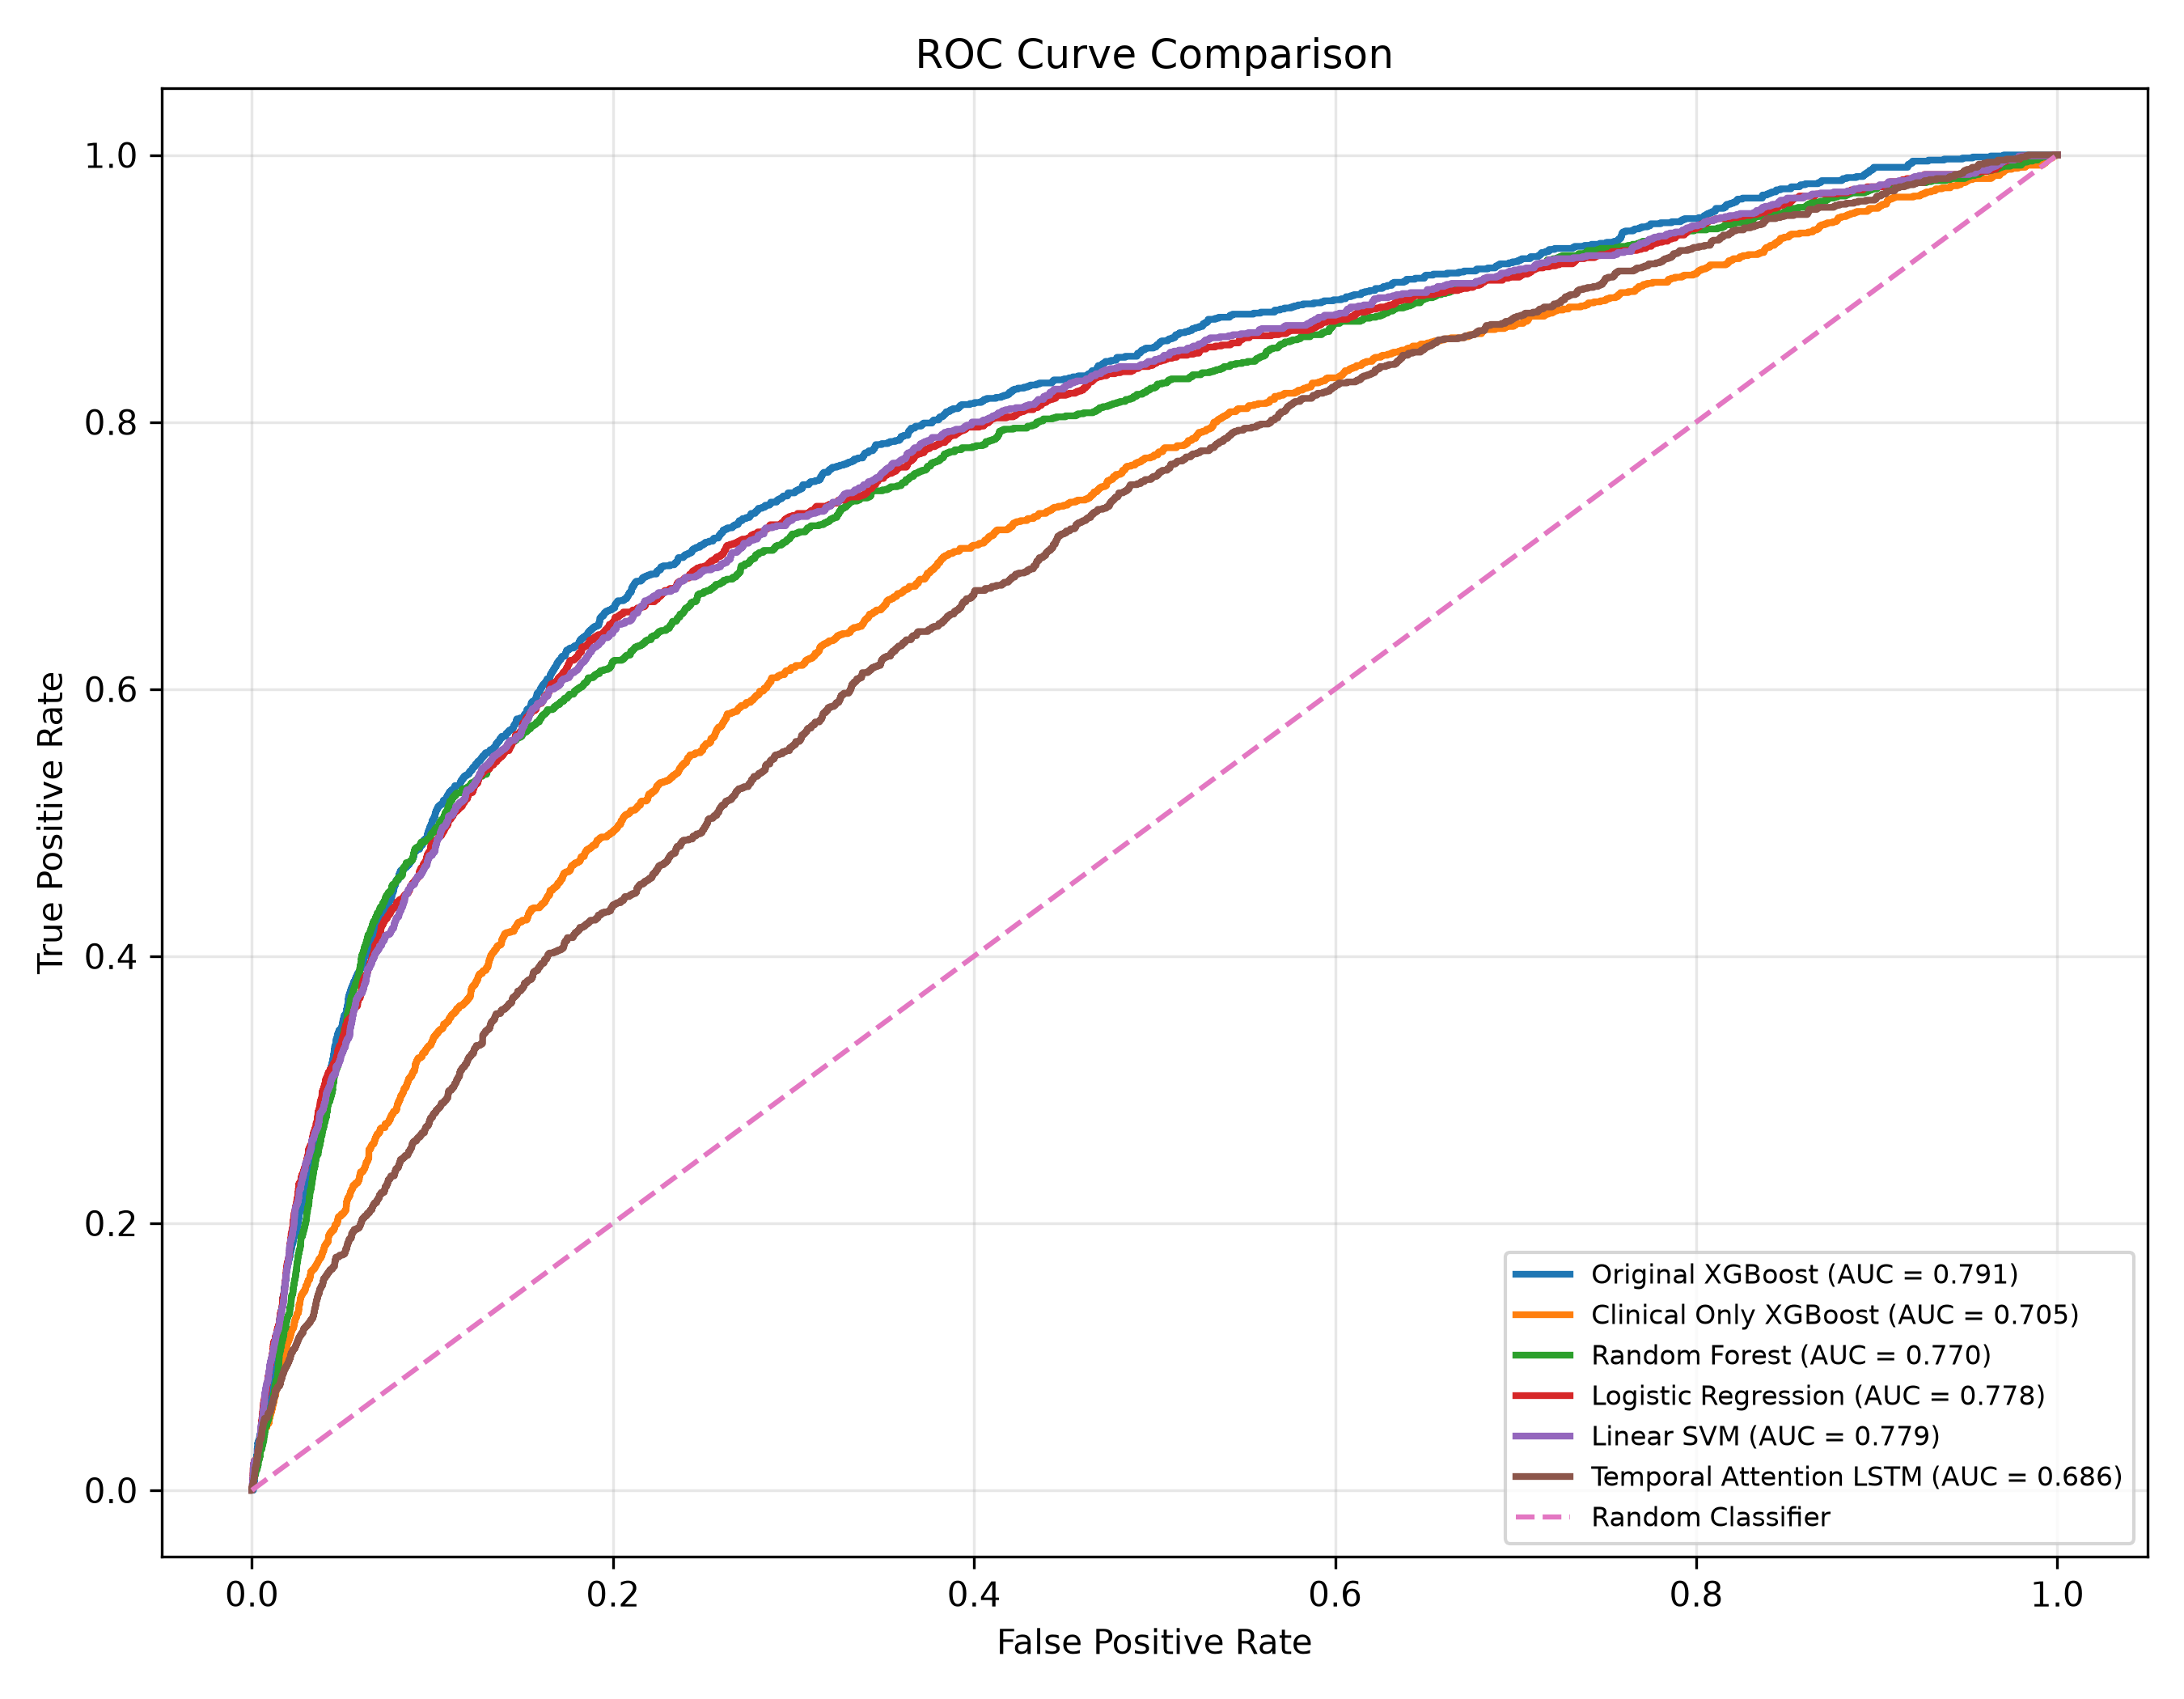 ROC Curve Comparison
True Positive Rate
1.0
0.8
0.6
0.4
0.2
0.0
Original XGBoost (AUC = 0.791)
Clinical Only XGBoost (AUC = 0.705)
Random Forest (AUC = 0.770)
Logistic Regression (AUC = 0.778)
Linear SVM (AUC = 0.779)
Temporal Attention LSTM (AUC = 0.686)
Random Classifier
0.0 0.2 0.4 0.6 0.8 1.0
False Positive Rate